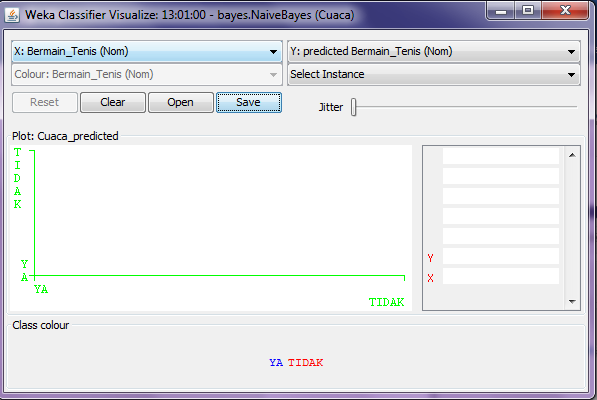 Weka Classifier Visualize: 13:01:00 - bayes.NaiveBayes (Cuaca)
X: Bermain_Tenis (Nom)
Y: predicted Bermain_Tenis (Nom)
Colour: Bermain_Tenis (Nom)
Select Instance
Reset
Clear
Open
Save
Jitter
Plot: Cuaca_predicted
TIDAK
YA
YA
TIDAK
Y
X
Class colour
YA TIDAK